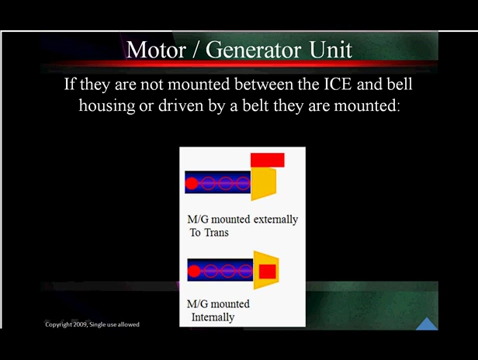 Motor / Generator Unit
If they are not mounted between the ICE and bell
housing or driven by a belt they are mounted:
M/G mounted externally
To Trans
M/G mounted
Internally
Copyright 2009, Single use allowed